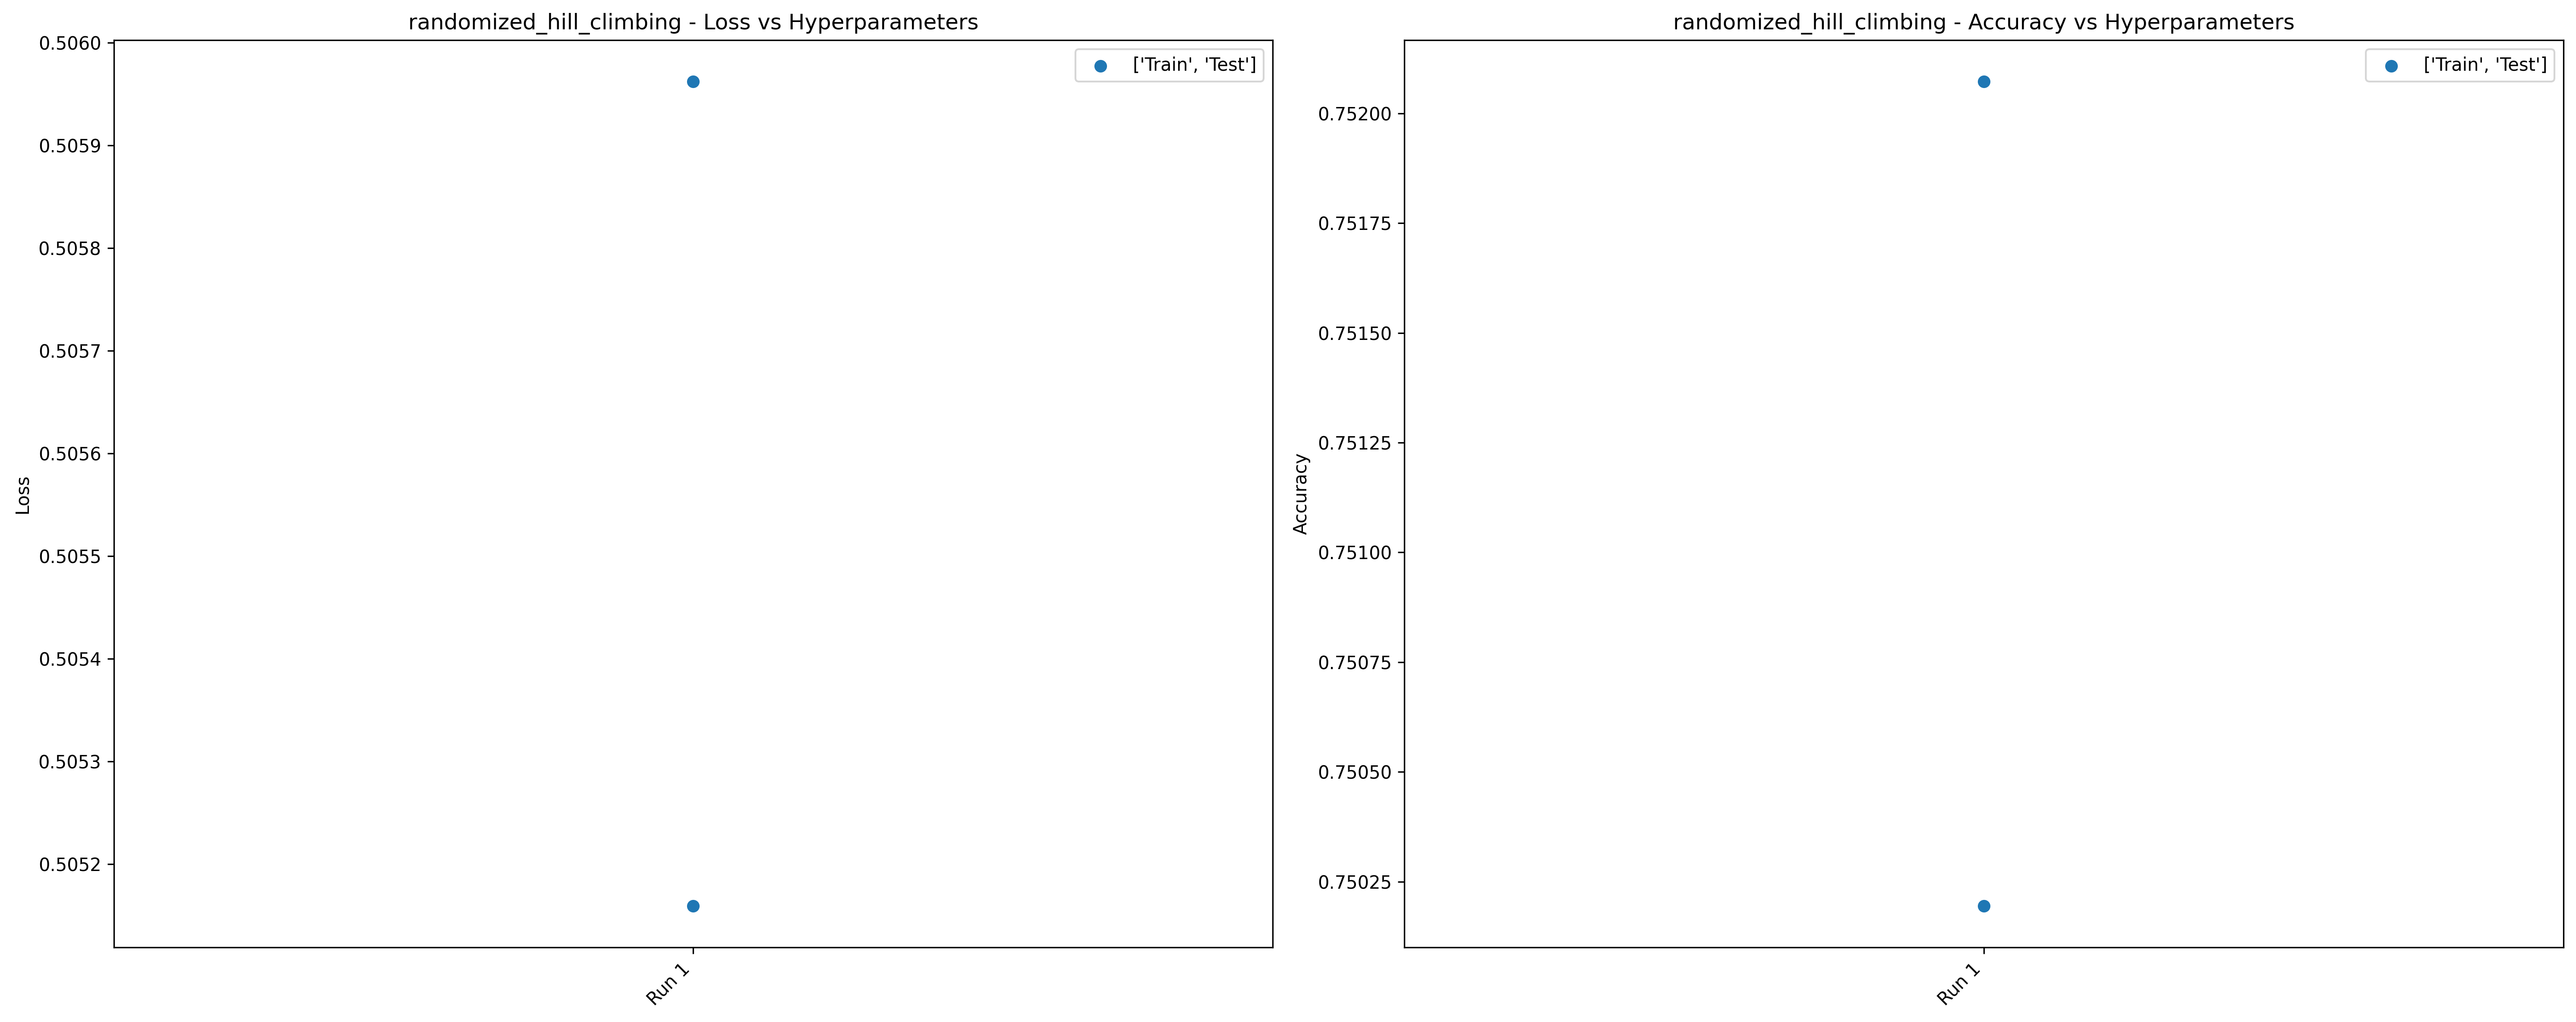 randomized_hill_climbing - Loss vs Hyperparameters
['Train', 'Test']
0.5060
0.5059
0.5058
0.5057
0.5056
0.5055
0.5054
0.5053
0.5052
Loss
Run 1
randomized_hill_climbing - Accuracy vs Hyperparameters
['Train', 'Test']
0.75200
0.75175
0.75150
0.75125
0.75100
0.75075
0.75050
0.75025
Accuracy
Run 1